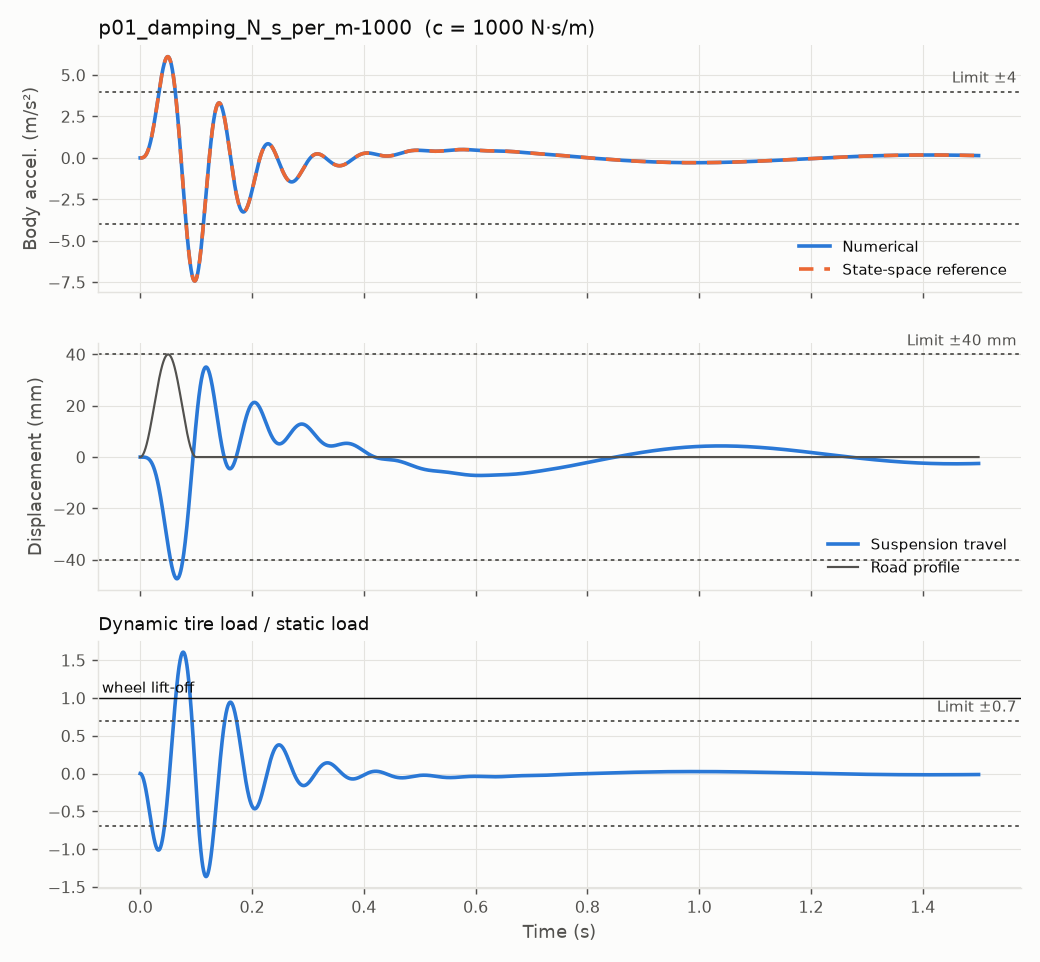 p01_damping_N_s_per_m-1000  (c = 1000 N·s/m)
Body accel. (m/s²)
5.0
2.5
0.0
−2.5
−5.0
−7.5
Limit ±4
Numerical
State-space reference
Displacement (mm)
40
20
0
−20
−40
Limit ±40 mm
Suspension travel
Road profile
Dynamic tire load / static load
1.5
1.0
0.5
0.0
−0.5
−1.0
−1.5
wheel lift-off
Limit ±0.7
0.0 0.2 0.4 0.6 0.8 1.0 1.2 1.4
Time (s)